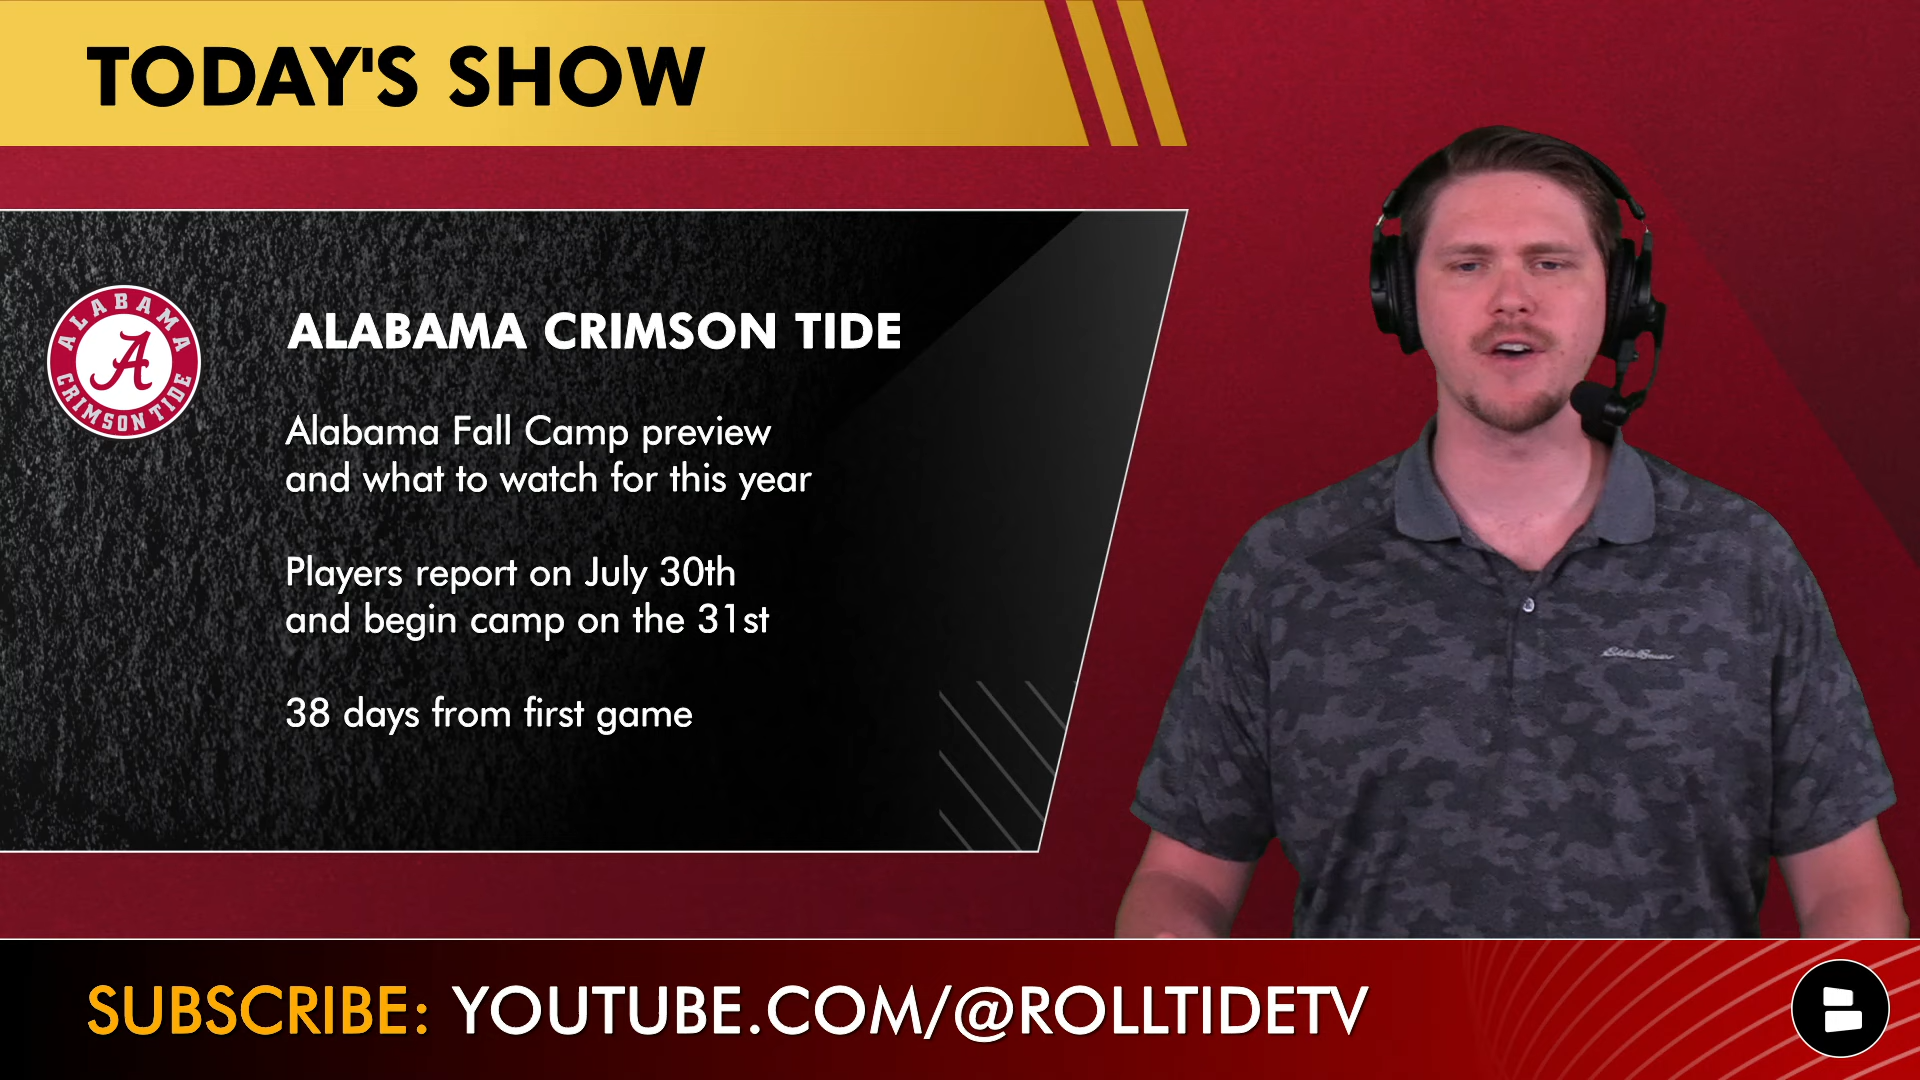 TODAY'S SHOW
ALABAMA CRIMSON TIDE
A
ALABAMA CRIMSON TIDE
Alabama Fall Camp preview
and what to watch for this year
Players report on July 30th
and begin camp on the 31st
38 days from first game
Eddie Bauer
SUBSCRIBE: YOUTUBE.COM/@ROLLTIDETV